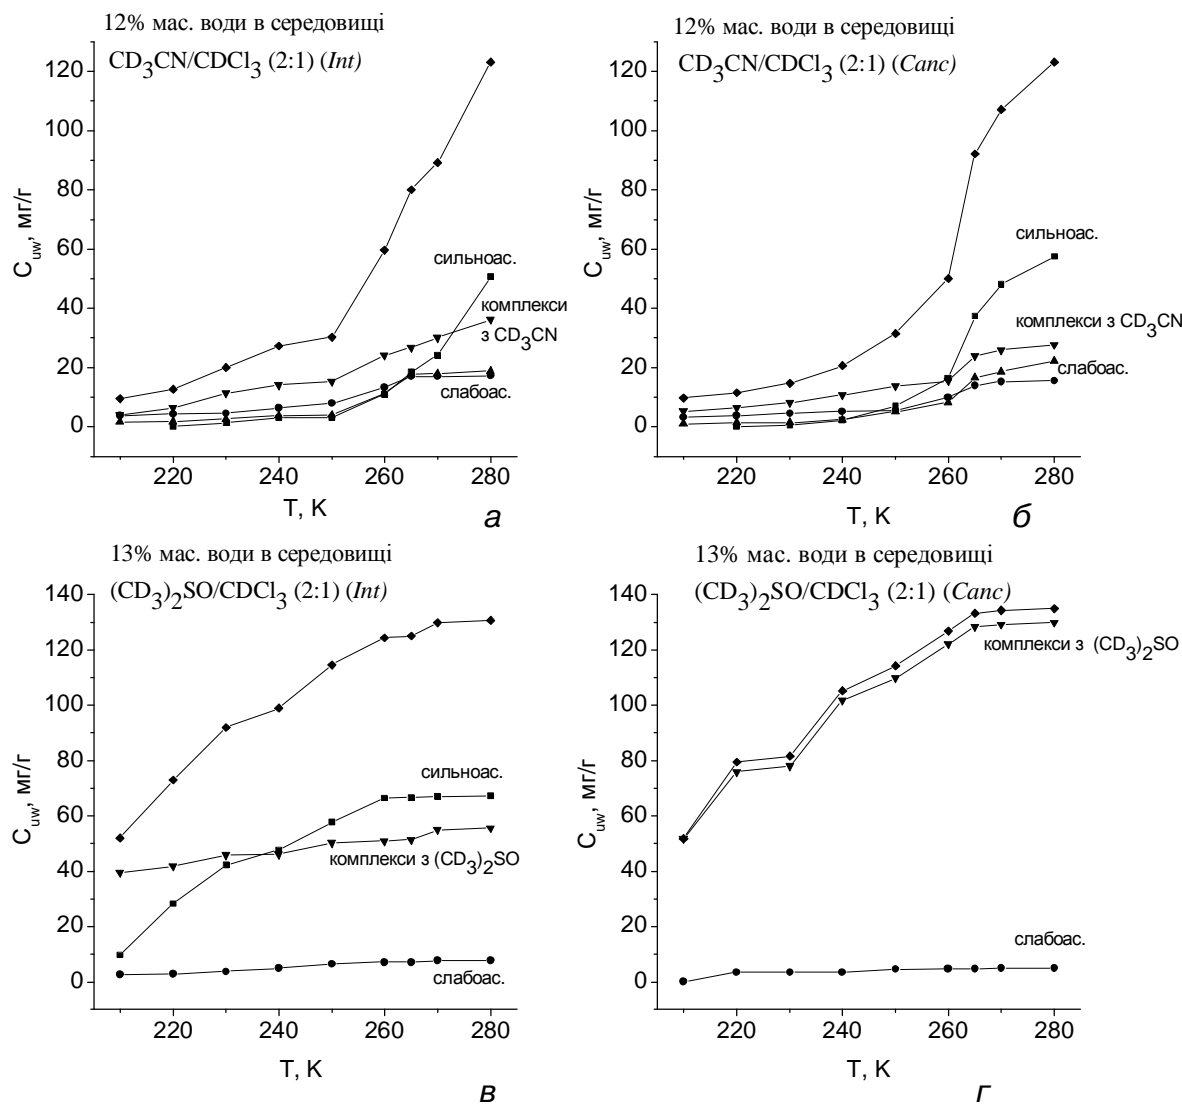 12% мас. води в середовищі
CD3CN/CDCl3 (2:1) (Int)
120
100
80
60
40
20
0
Cuw, мг/г
сильноас.
комплекси
з CD3CN
слабоас.
220 240 260 280
T, K
а
12% мас. води в середовищі
CD3CN/CDCl3 (2:1) (Canc)
120
100
80
60
40
20
0
Cuw, мг/г
сильноас.
комплекси з CD3CN
слабоас.
220 240 260 280
T, K
б
13% мас. води в середовищі
(CD3)2SO/CDCl3 (2:1) (Int)
140
120
100
80
60
40
20
0
Cuw, мг/г
сильноас.
комплекси з (CD3)2SO
слабоас.
220 240 260 280
T, K
в
13% мас. води в середовищі
(CD3)2SO/CDCl3 (2:1) (Canc)
140
120
100
80
60
40
20
0
Cuw, мг/г
комплекси з (CD3)2SO
слабоас.
220 240 260 280
T, K
г